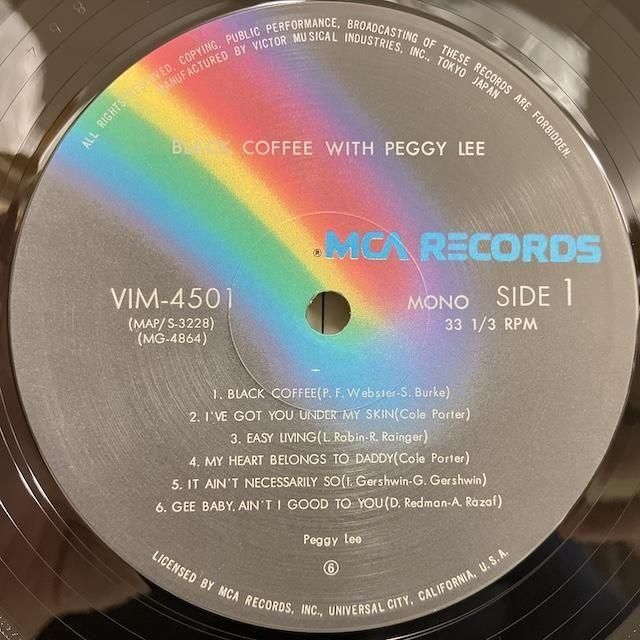 ALL RIGHTS RESERVED. COPYING, PUBLIC PERFORMANCE, BROADCASTING OF THESE RECORDS ARE FORBIDDEN.
MANUFACTURED BY VICTOR MUSICAL INDUSTRIES, INC., TOKYO JAPAN
BLACK COFFEE WITH PEGGY LEE
® MCA RECORDS
VIM-4501 MONO SIDE 1
(MAP/S-3228) 33 1/3 RPM
(MG-4864)
1. BLACK COFFEE(P. F. Webster-S. Burke)
2. I'VE GOT YOU UNDER MY SKIN(Cole Porter)
3. EASY LIVING(L. Robin-R. Rainger)
4. MY HEART BELONGS TO DADDY(Cole Porter)
5. IT AIN'T NECESSARILY SO(I. Gershwin-G. Gershwin)
6. GEE BABY, AIN'T I GOOD TO YOU(D. Redman-A. Razaf)
Peggy Lee
⑥
LICENSED BY MCA RECORDS, INC., UNIVERSAL CITY, CALIFORNIA, U.S.A.